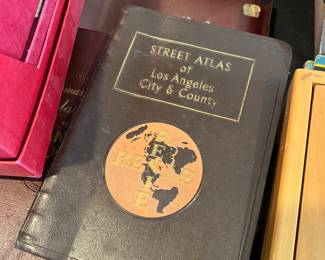 STREET ATLAS
of
Los Angeles
City & County